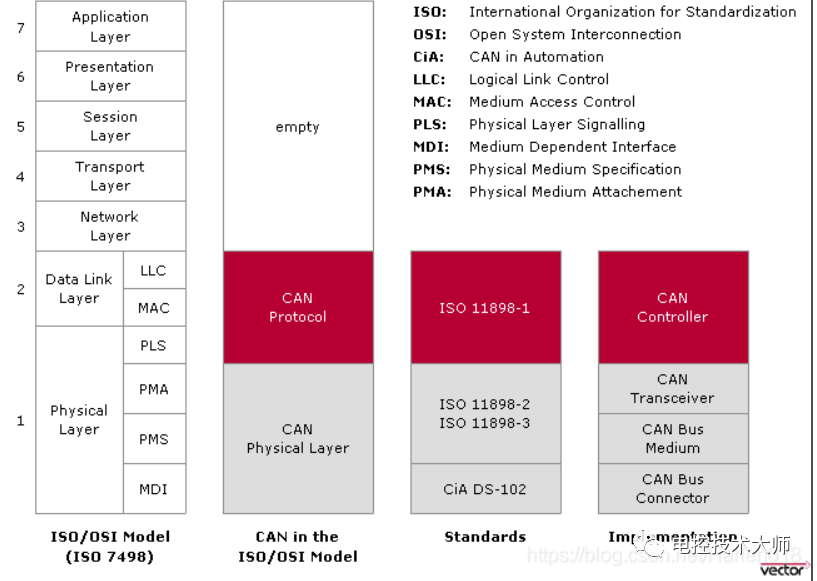 7
Application
Layer
6
Presentation
Layer
5
Session
Layer
4
Transport
Layer
3
Network
Layer
2
Data Link
Layer
LLC
MAC
1
Physical
Layer
PLS
PMA
PMS
MDI
ISO/OSI Model
(ISO 7498)
empty
CAN
Protocol
CAN
Physical Layer
CAN in the
ISO/OSI Model
ISO: International Organization for Standardization
OSI: Open System Interconnection
CiA: CAN in Automation
LLC: Logical Link Control
MAC: Medium Access Control
PLS: Physical Layer Signalling
MDI: Medium Dependent Interface
PMS: Physical Medium Specification
PMA: Physical Medium Attachement
ISO 11898-1
ISO 11898-2
ISO 11898-3
CiA DS-102
Standards
CAN
Controller
CAN
Transceiver
CAN Bus
Medium
CAN Bus
Connector
Implementation
电控技术大师
vector